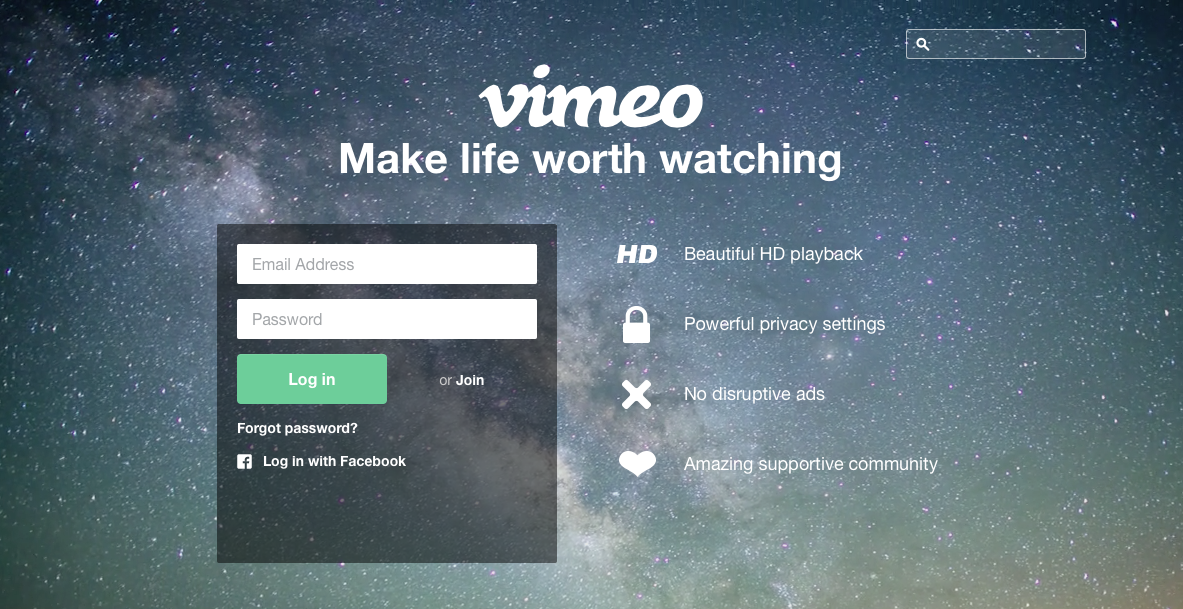 vimeo
Make life worth watching
Email Address
Password
Log in
or Join
Forgot password?
Log in with Facebook
HD
Beautiful HD playback
Powerful privacy settings
No disruptive ads
Amazing supportive community